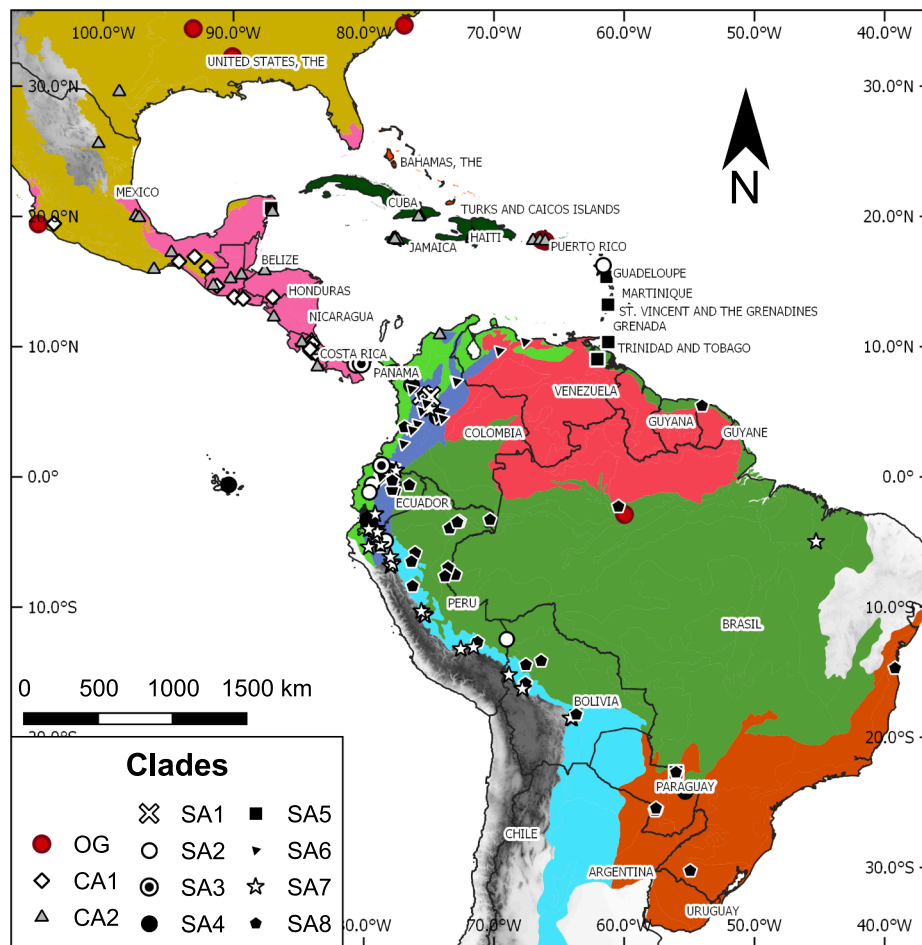 100.0°W 90.0°W 80.0°W 70.0°W 60.0°W 50.0°W 40.0°W
UNITED STATES, THE
30.0°N 30.0°N
N
BAHAMAS, THE
MEXICO
CUBA
TURKS AND CAICOS ISLANDS
20.0°N 20.0°N
HAITI
JAMAICA PUERTO RICO
BELIZE
GUADELOUPE
HONDURAS
MARTINIQUE
NICARAGUA
ST. VINCENT AND THE GRENADINES
GRENADA
10.0°N 10.0°N
COSTA RICA
TRINIDAD AND TOBAGO
PANAMA
VENEZUELA
GUYANA
COLOMBIA GUYANE
0.0° 0.0°
ECUADOR
PERU
10.0°S 10.0°S
BRASIL
0 500 1000 1500 km
BOLIVIA
20.0°S 20.0°S
Clades
PARACUAY
SA1 SA5
CHILE
OG SA2 SA6
ARGENTINA
30.0°S
CA1 SA3 SA7
URUGUAY
CA2 SA4 SA8
80.0°W 70.0°W 60.0°W 50.0°W 40.0°W